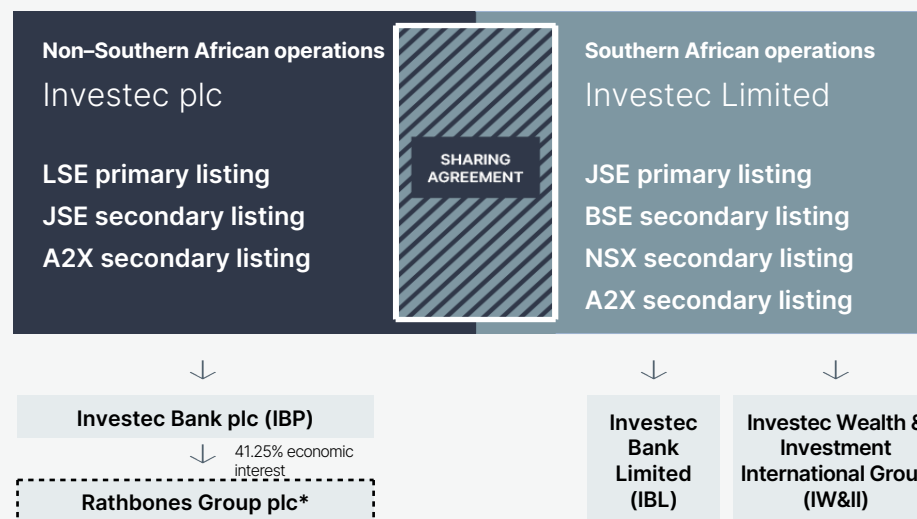 Non–Southern African operations
Investec plc
LSE primary listing
JSE secondary listing
A2X secondary listing
SHARING
AGREEMENT
Southern African operations
Investec Limited
JSE primary listing
BSE secondary listing
NSX secondary listing
A2X secondary listing
Investec Bank plc (IBP)
41.25% economic
interest
Rathbones Group plc*
Investec
Bank
Limited
(IBL)
Investec Wealth &
Investment
International Grou
(IW&II)